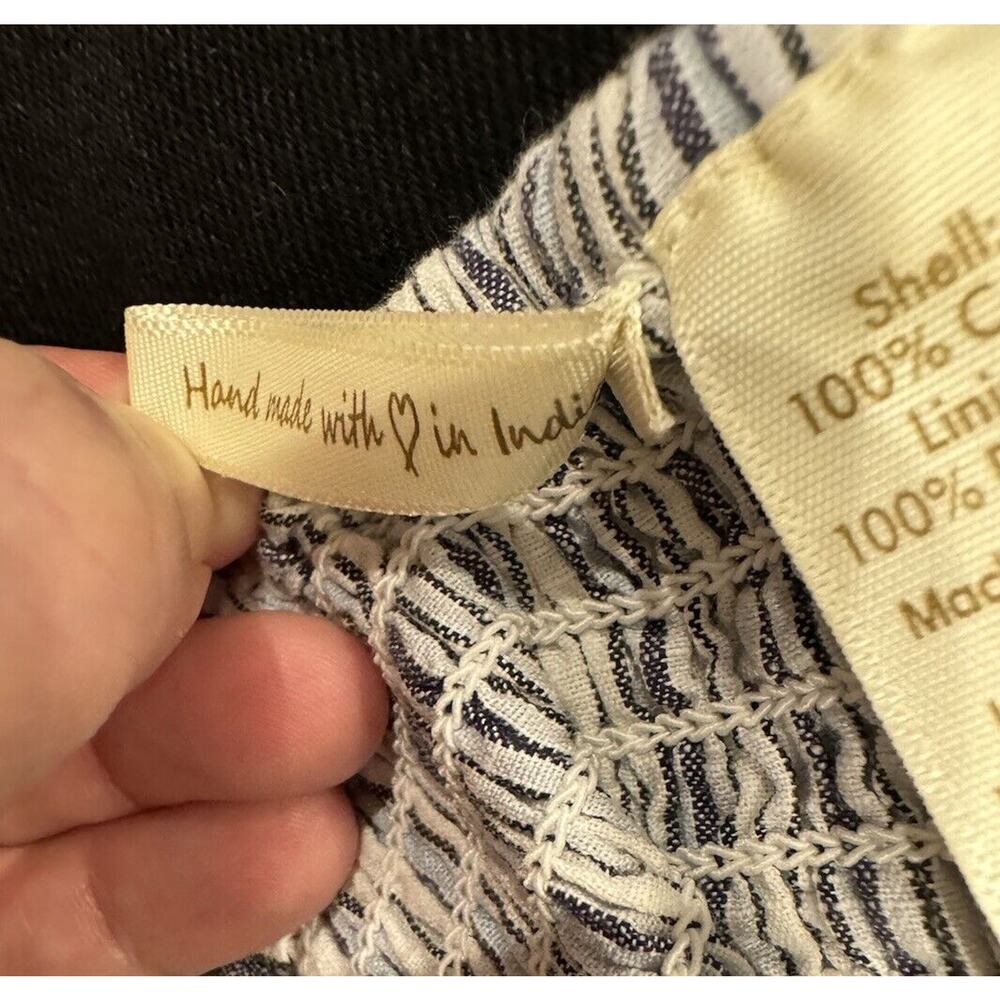 Hand made with ♡ in Indi
Shell:
100% C
Lini
100%
Mad